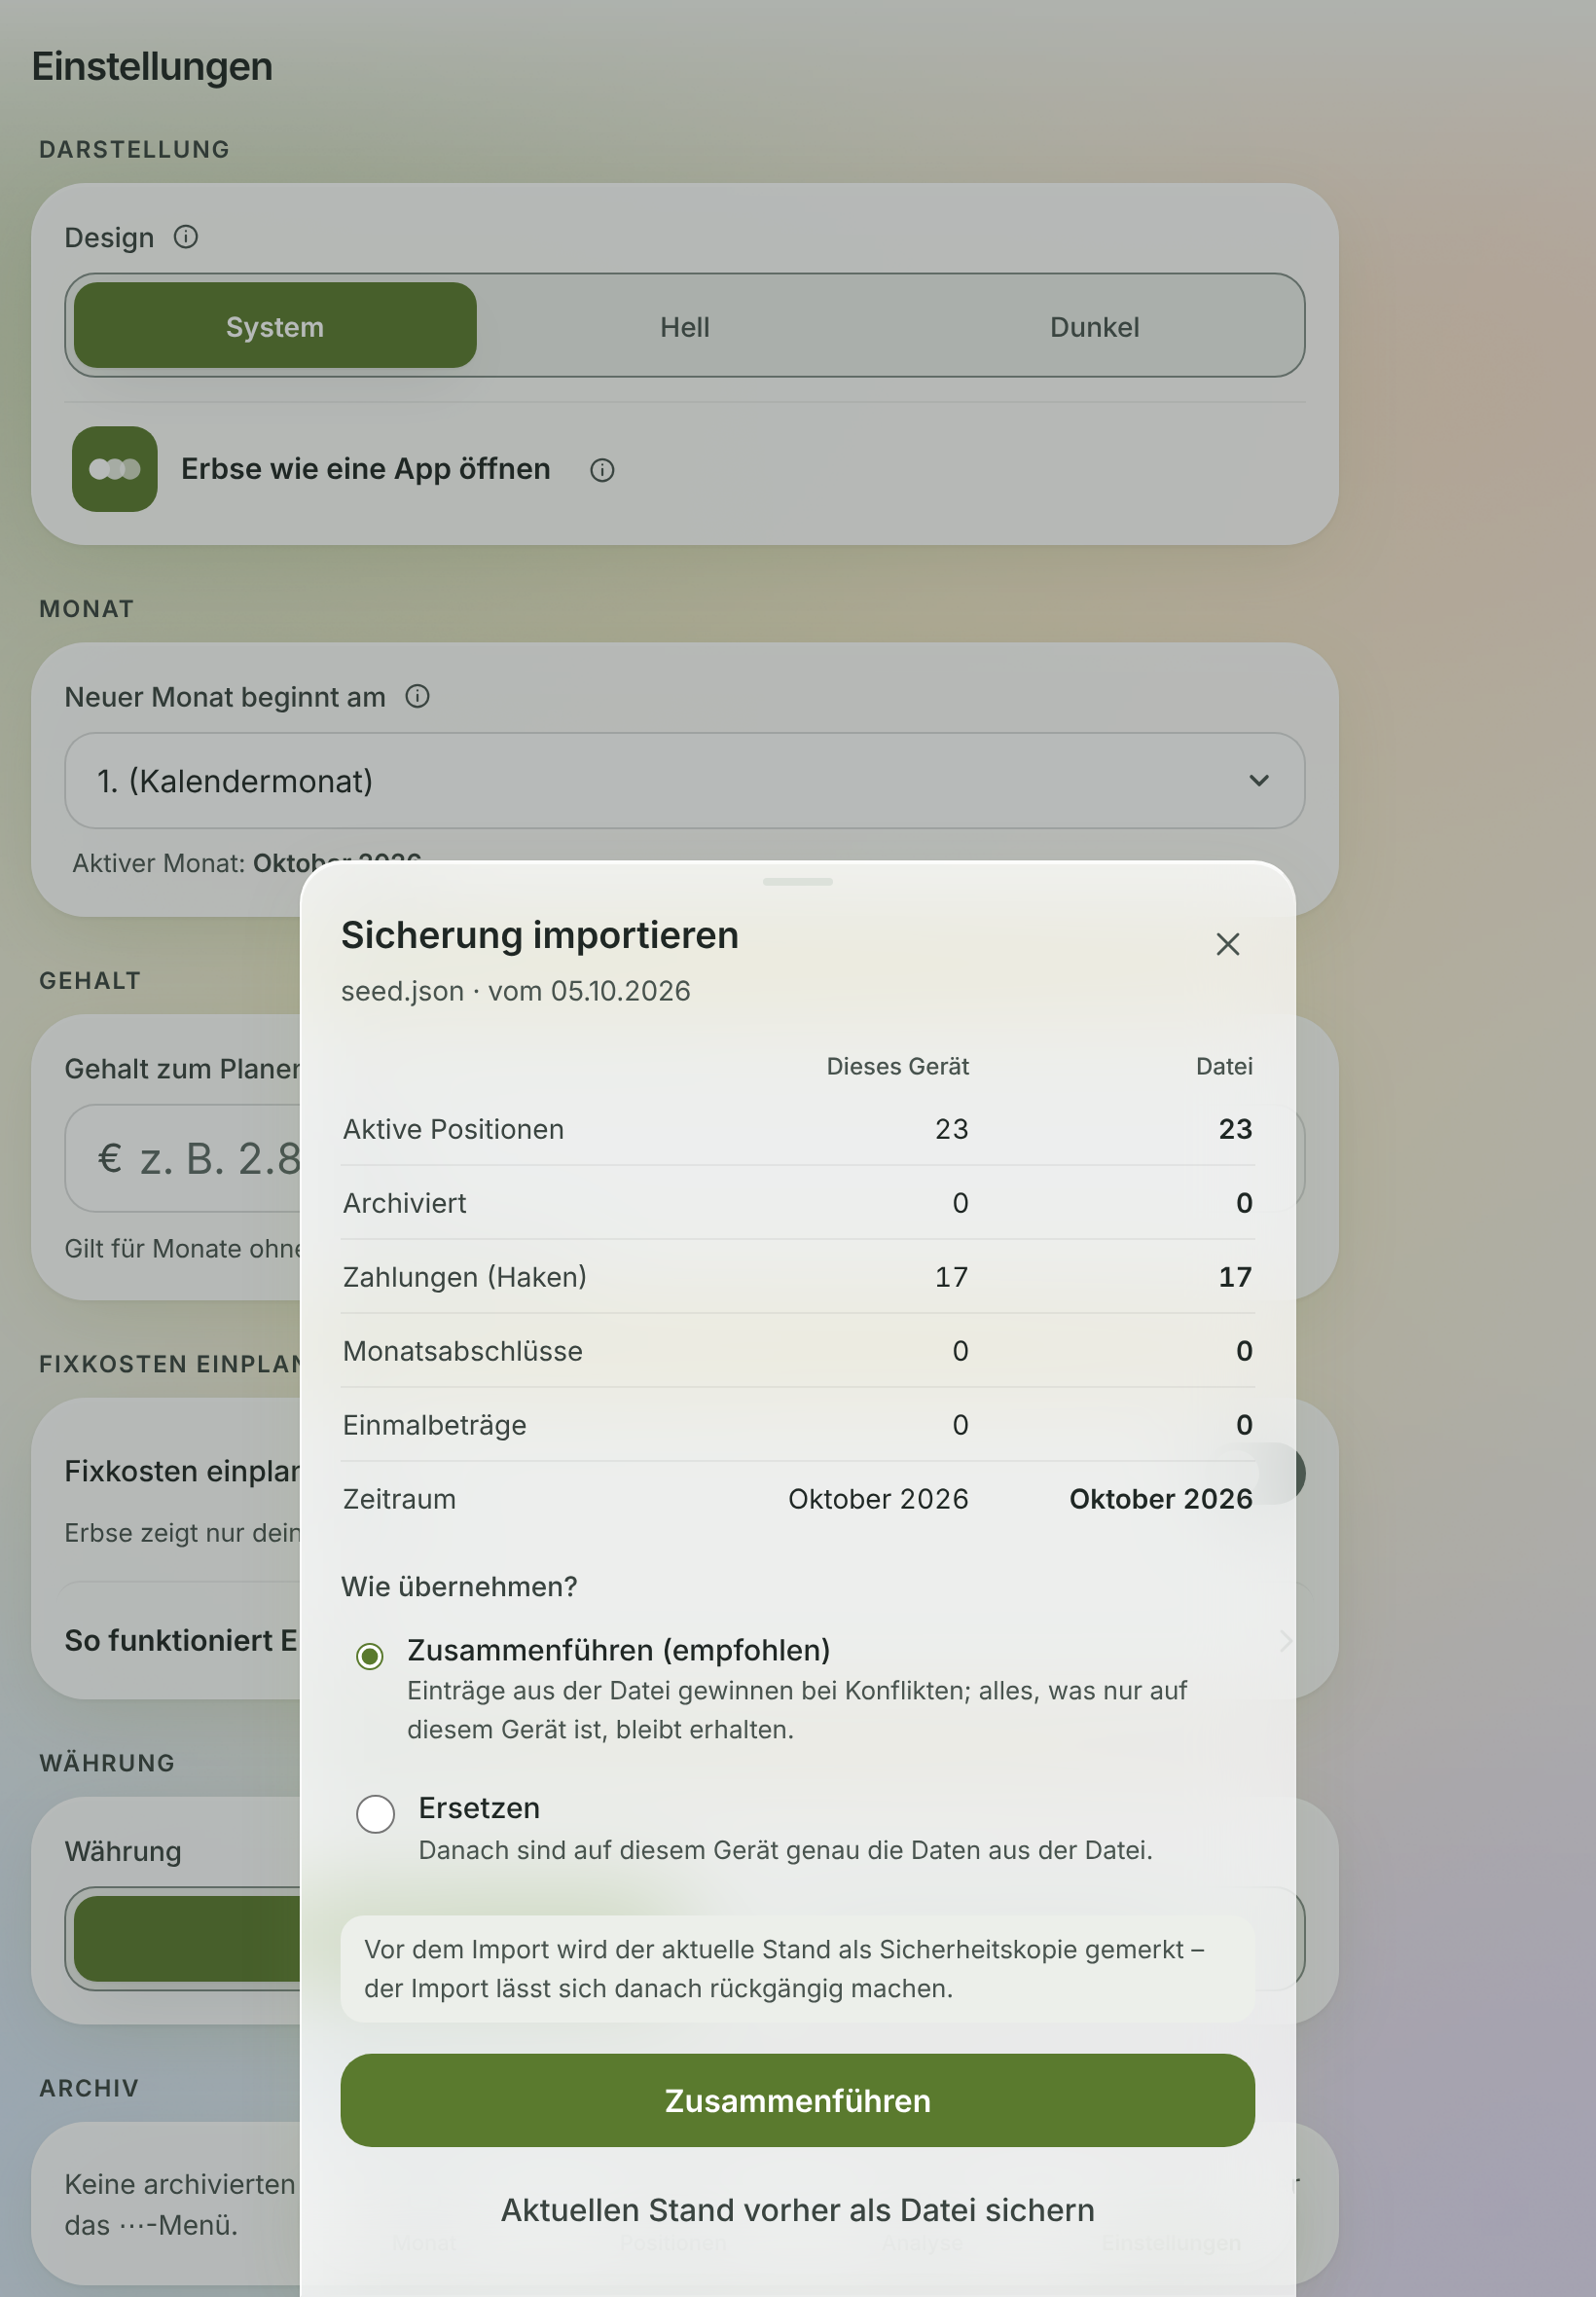 Einstellungen
DARSTELLUNG
Design
System
Hell
Dunkel
Erbse wie eine App öffnen
MONAT
Neuer Monat beginnt am
1. (Kalendermonat)
Aktiver Monat: Oktober 2026
GEHALT
Gehalt zum Planen
€ z. B. 2.8
Gilt für Monate ohne
FIXKOSTEN EINPLAN
Fixkosten einplan
Erbse zeigt nur dein
So funktioniert E
WÄHRUNG
Währung
ARCHIV
Keine archivierten
das ···-Menü.
Sicherung importieren
seed.json · vom 05.10.2026
Dieses Gerät Datei
Aktive Positionen 23 23
Archiviert 0 0
Zahlungen (Haken) 17 17
Monatsabschlüsse 0 0
Einmalbeträge 0 0
Zeitraum Oktober 2026 Oktober 2026
Wie übernehmen?
Zusammenführen (empfohlen)
Einträge aus der Datei gewinnen bei Konflikten; alles, was nur auf
diesem Gerät ist, bleibt erhalten.
Ersetzen
Danach sind auf diesem Gerät genau die Daten aus der Datei.
Vor dem Import wird der aktuelle Stand als Sicherheitskopie gemerkt –
der Import lässt sich danach rückgängig machen.
Zusammenführen
Aktuellen Stand vorher als Datei sichern
Monat Positionen Analyse Einstellungen